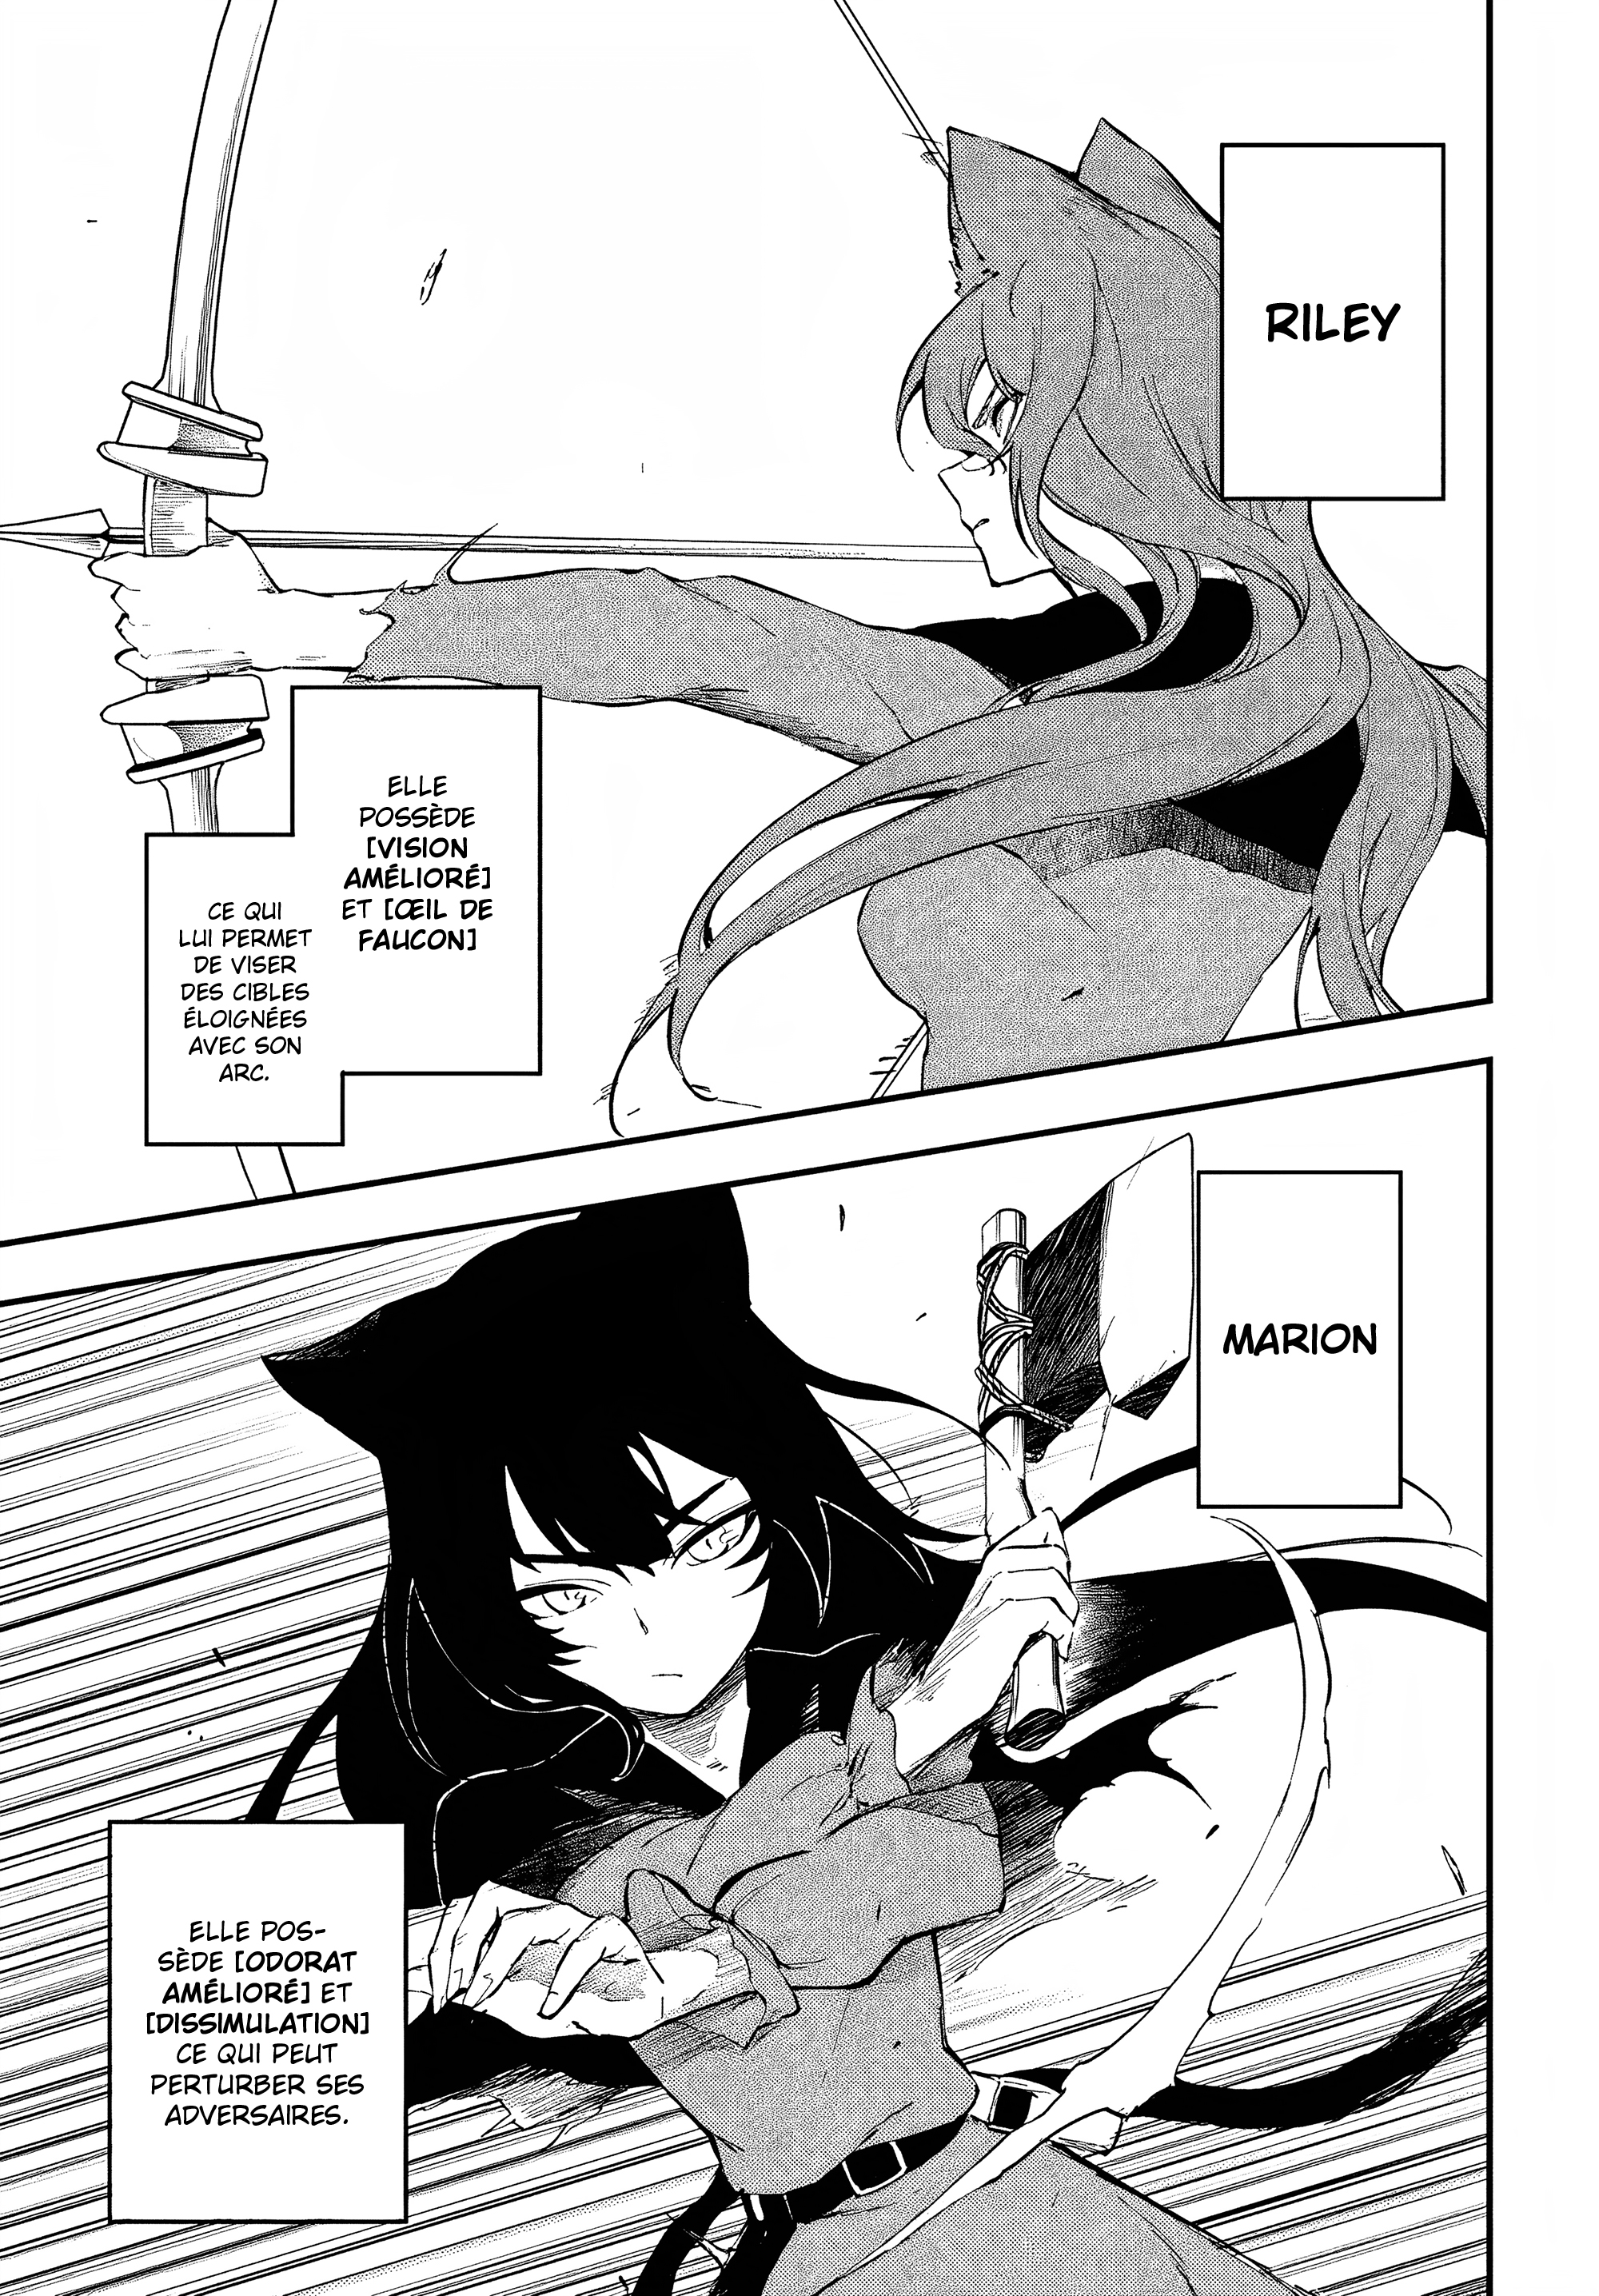 RILEY
ELLE
POSSÈDE
[VISION
AMÉLIORÉ]
ET [ŒIL DE
FAUCON]
CE QUI
LUI PERMET
DE VISER
DES CIBLES
ÉLOIGNÉES
AVEC SON
ARC.
MARION
ELLE POS-
SÈDE [ODORAT
AMÉLIORÉ] ET
[DISSIMULATION]
CE QUI PEUT
PERTURBER SES
ADVERSAIRES.